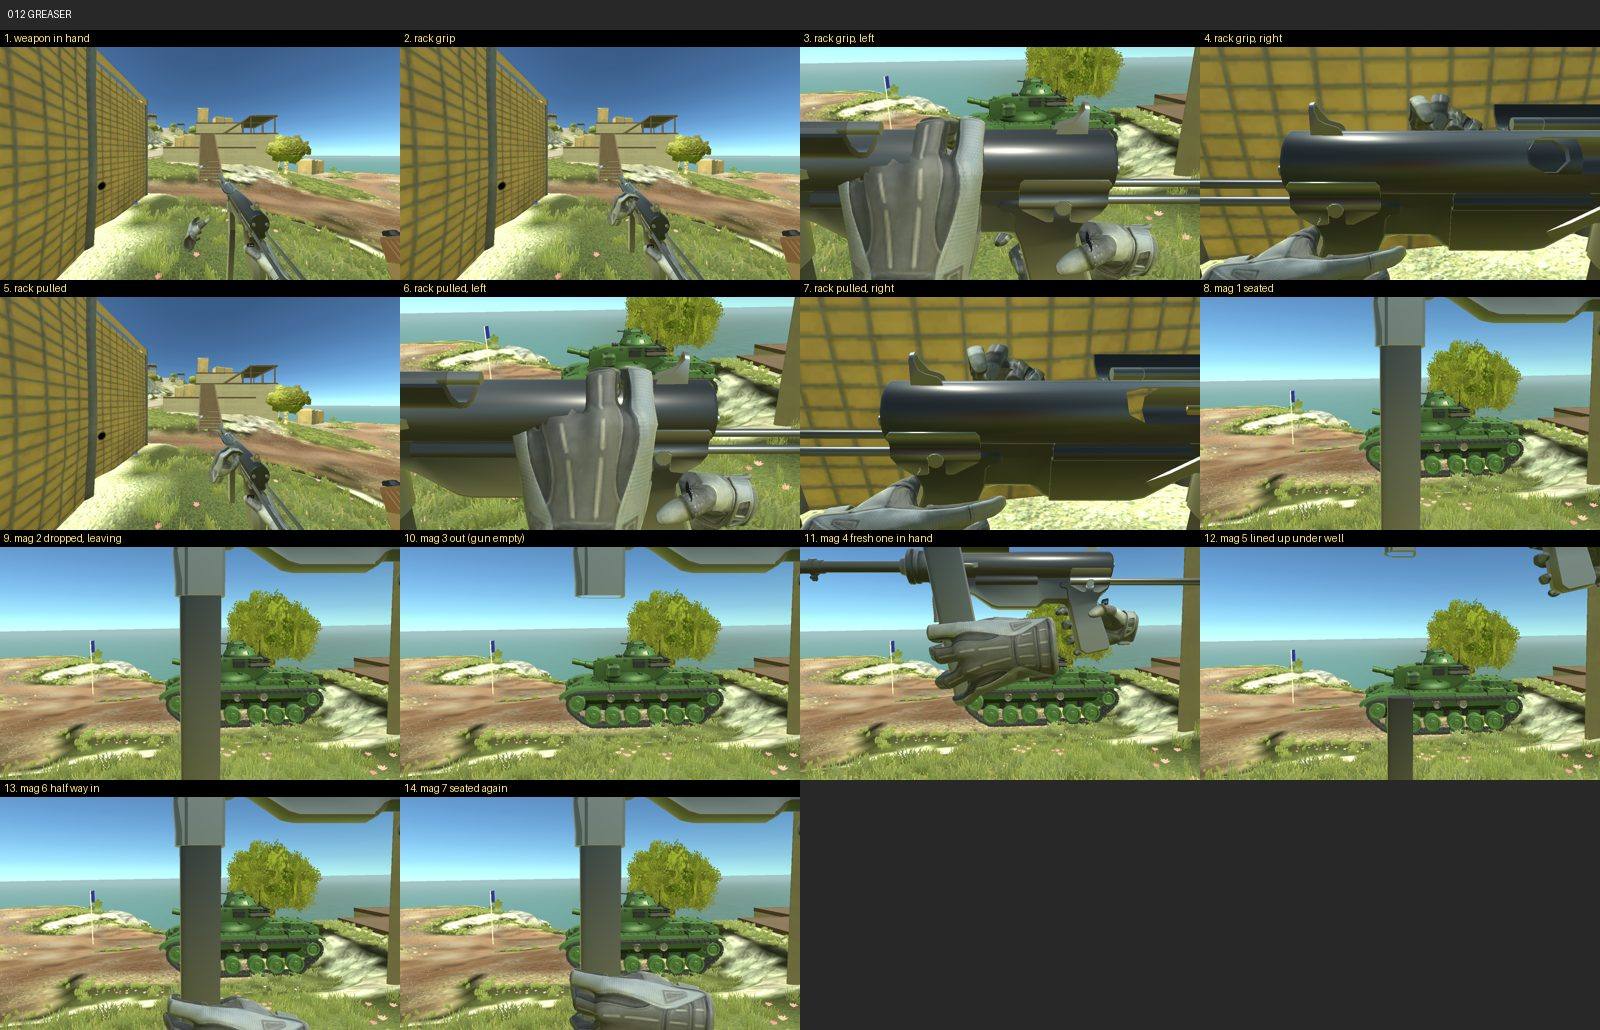 012 GREASER
1. weapon in hand
2. rack grip
3. rack grip, left
4. rack grip, right
5. rack pulled
6. rack pulled, left
7. rack pulled, right
8. mag 1 seated
9. mag 2 dropped, leaving
10. mag 3 out (gun empty)
11. mag 4 fresh one in hand
12. mag 5 lined up under well
13. mag 6 half way in
14. mag 7 seated again